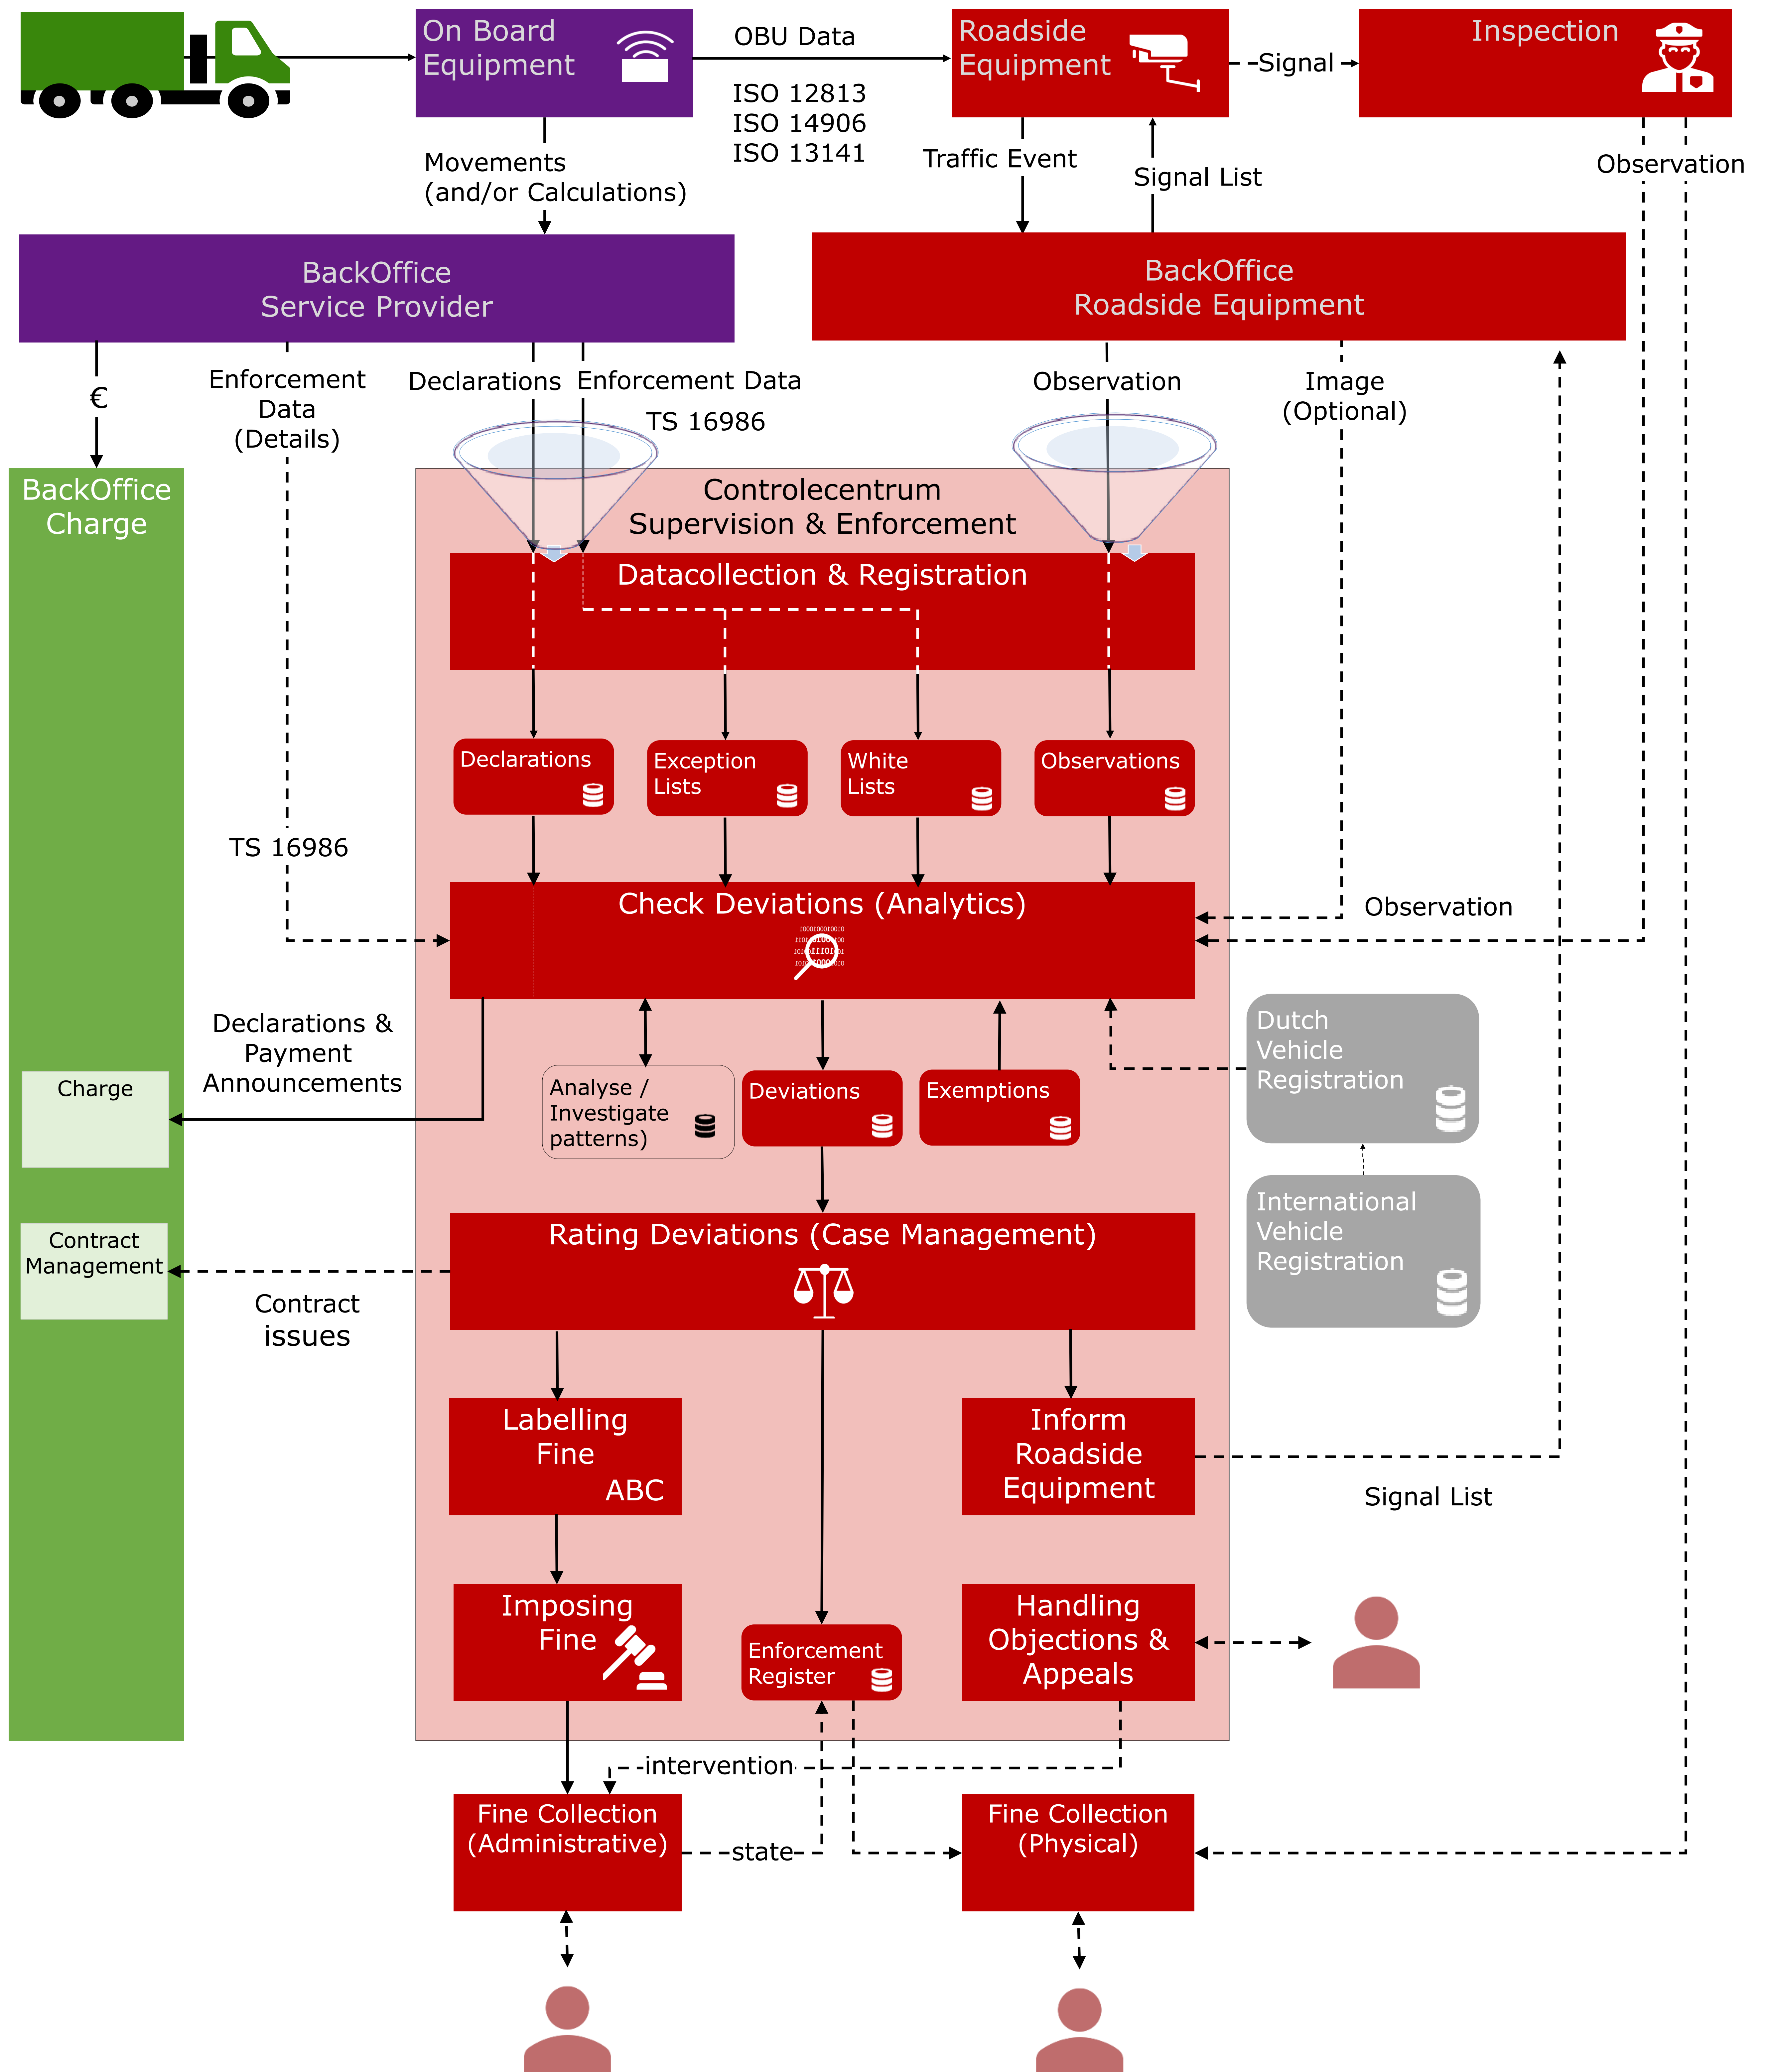 On Board
Equipment
OBU Data
ISO 12813
ISO 14906
ISO 13141
Roadside
Equipment
Signal
Inspection
Movements
(and/or Calculations)
Traffic Event
Signal List
Observation
BackOffice
Service Provider
BackOffice
Roadside Equipment
€
Enforcement
Data
(Details)
Declarations
Enforcement Data
TS 16986
Observation
Image
(Optional)
BackOffice
Charge
Controlecentrum
Supervision & Enforcement
Datacollection & Registration
Declarations
Exception
Lists
White
Lists
Observations
TS 16986
Check Deviations (Analytics)
Observation
Declarations &
Payment
Announcements
Charge
Analyse /
Investigate
patterns)
Deviations
Exemptions
Dutch
Vehicle
Registration
International
Vehicle
Registration
Contract
Management
Rating Deviations (Case Management)
Contract
issues
Labelling
Fine
ABC
Inform
Roadside
Equipment
Signal List
Imposing
Fine
Enforcement
Register
Handling
Objections &
Appeals
intervention
Fine Collection
(Administrative)
state
Fine Collection
(Physical)